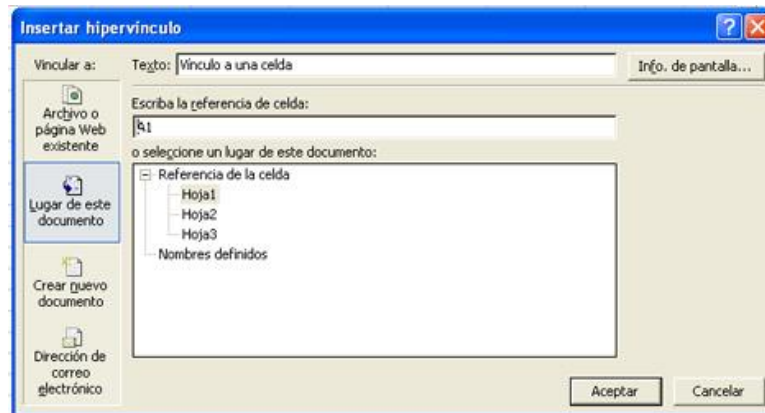 Insertar hipervínculo
Vincular a:
Texto: Vínculo a una celda
Info. de pantalla...
Archivo o
página Web
existente
Lugar de este
documento
Crear nuevo
documento
Dirección de
correo
electrónico
Escriba la referencia de celda:
A1
o seleccione un lugar de este documento:
Referencia de la celda
Hoja1
Hoja2
Hoja3
Nombres definidos
Aceptar
Cancelar